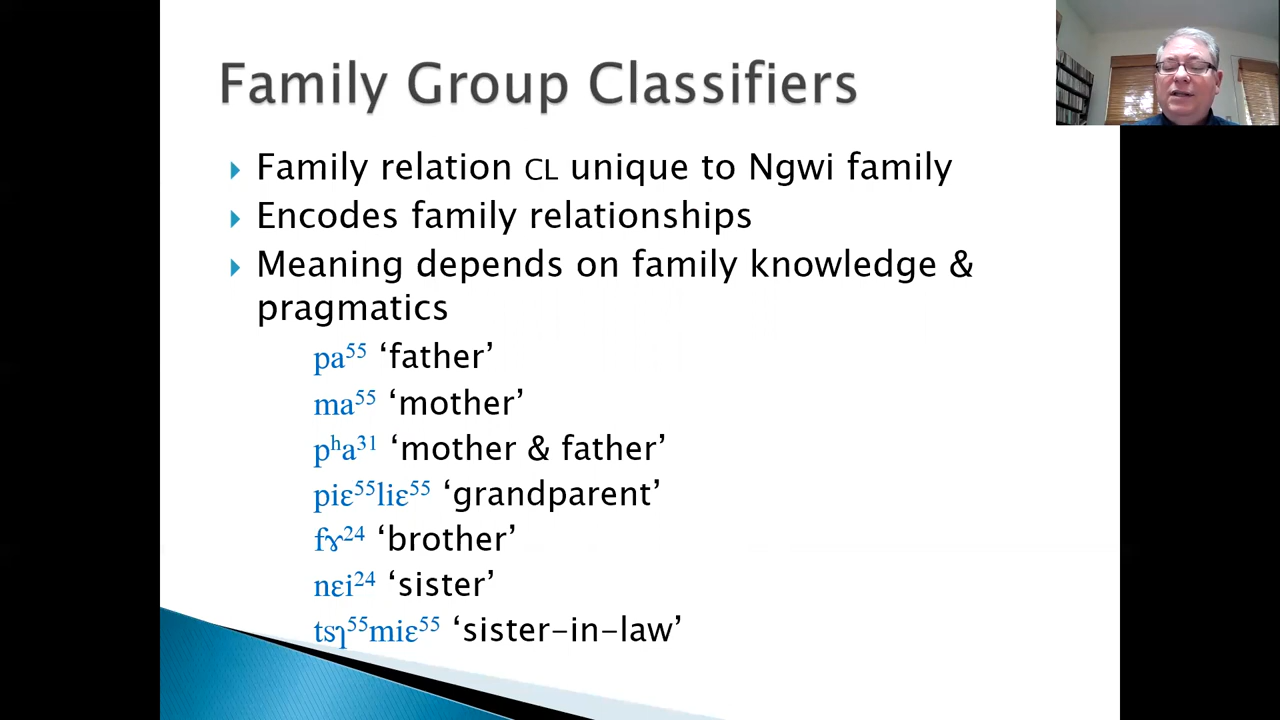 Family Group Classifiers
Family relation CL unique to Ngwi family
Encodes family relationships
Meaning depends on family knowledge &
pragmatics
pa⁵⁵ ‘father’
ma⁵⁵ ‘mother’
pʰa³¹ ‘mother & father’
piɛ⁵⁵liɛ⁵⁵ ‘grandparent’
fɤ²⁴ ‘brother’
nɛi²⁴ ‘sister’
tsɿ⁵⁵miɛ⁵⁵ ‘sister-in-law’